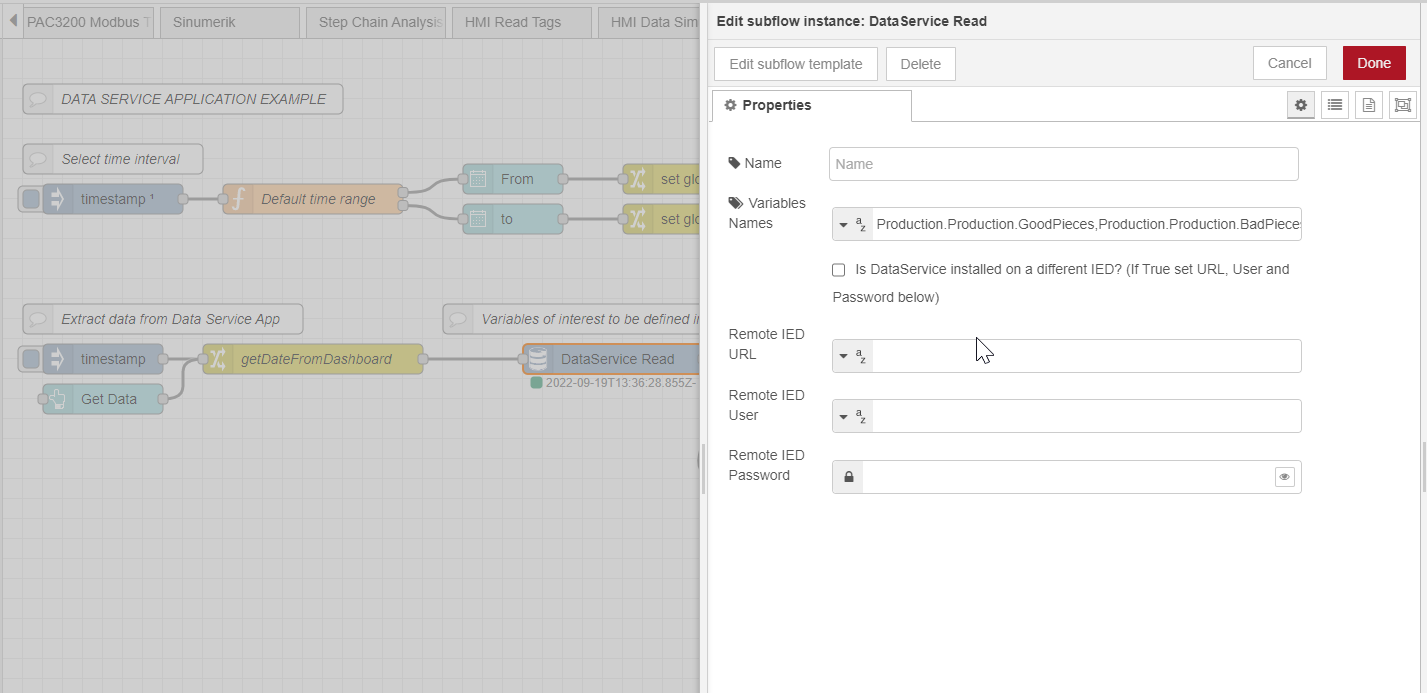 PAC3200 Modbus T
Sinumerik
Step Chain Analysis
HMI Read Tags
HMI Data Sim
DATA SERVICE APPLICATION EXAMPLE
Select time interval
timestamp ¹
Default time range
From
set glo
to
set glo
Extract data from Data Service App
Variables of interest to be defined in
timestamp
getDateFromDashboard
DataService Read
2022-09-19T13:36:28.855Z-
Get Data
Edit subflow instance: DataService Read
Edit subflow template
Delete
Cancel
Done
Properties
Name
Name
Variables
Names
Production.Production.GoodPieces,Production.Production.BadPieces
Is DataService installed on a different IED? (If True set URL, User and
Password below)
Remote IED
URL
Remote IED
User
Remote IED
Password